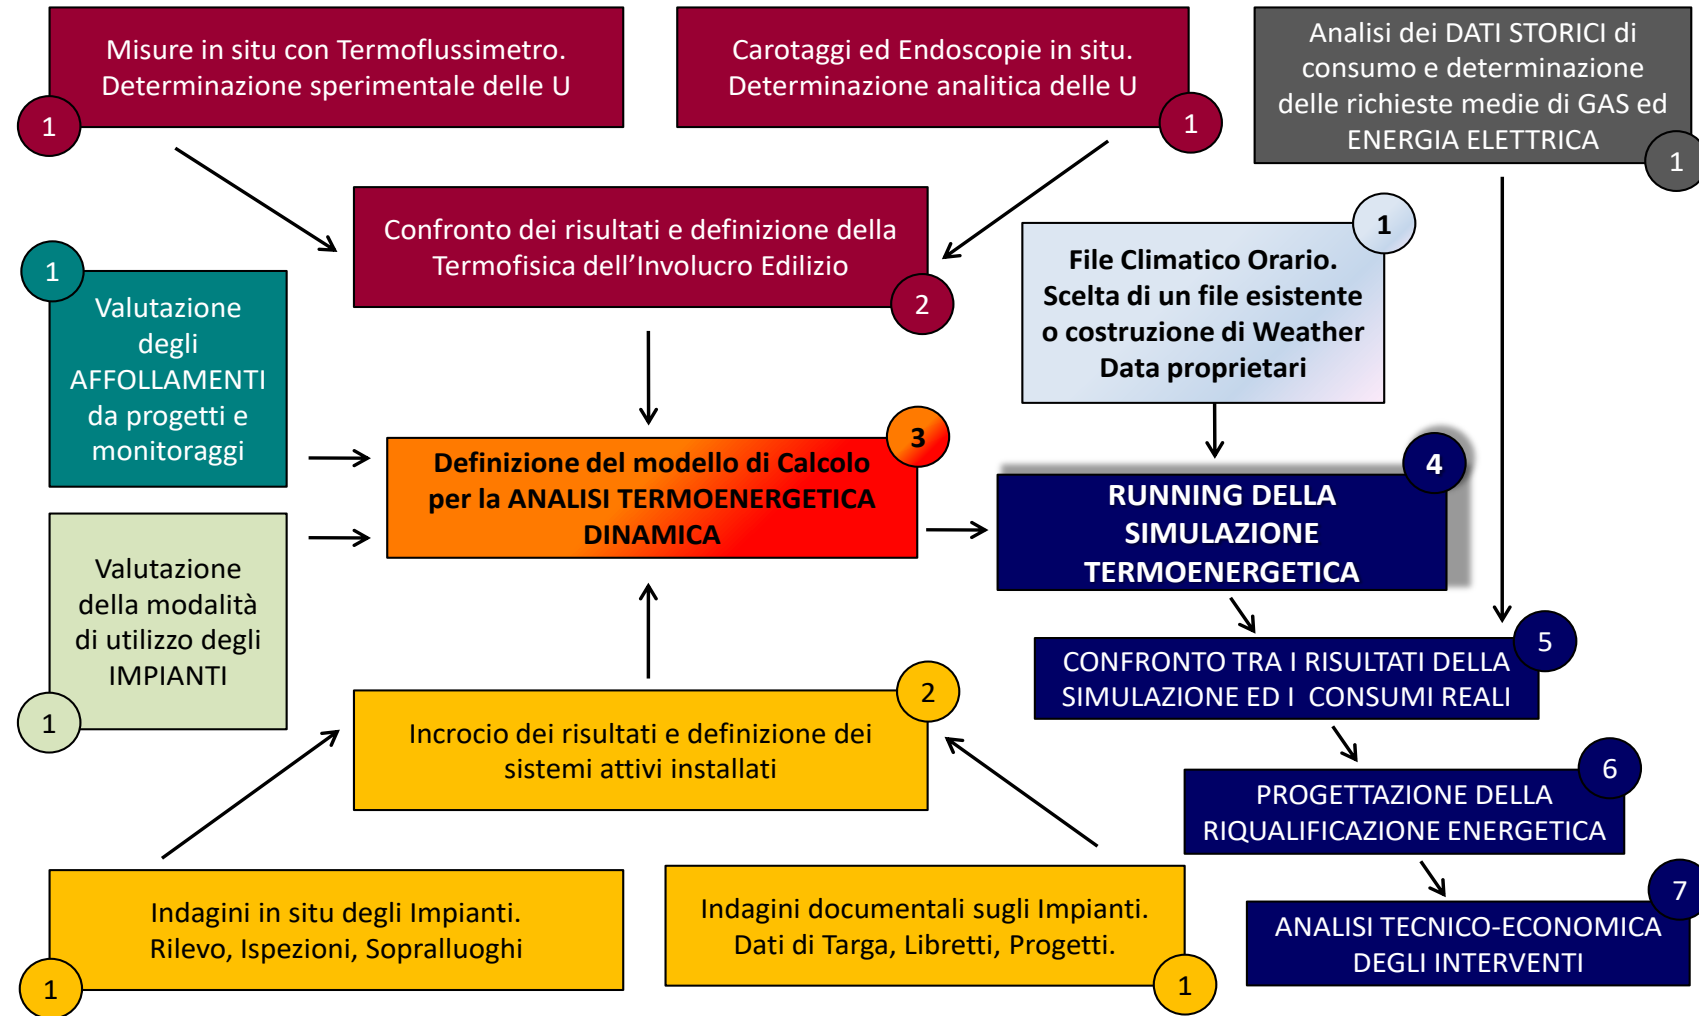 Misure in situ con Termoflussimetro.
Determinazione sperimentale delle U
1
Carotaggi ed Endoscopie in situ.
Determinazione analitica delle U
1
Analisi dei DATI STORICI di
consumo e determinazione
delle richieste medie di GAS ed
ENERGIA ELETTRICA
1
Confronto dei risultati e definizione della
Termofisica dell’Involucro Edilizio
2
1
File Climatico Orario.
Scelta di un file esistente
o costruzione di Weather
Data proprietari
1
Valutazione
degli
AFFOLLAMENTI
da progetti e
monitoraggi
3
Definizione del modello di Calcolo
per la ANALISI TERMOENERGETICA
DINAMICA
4
RUNNING DELLA
SIMULAZIONE
TERMOENERGETICA
Valutazione
della modalità
di utilizzo degli
IMPIANTI
1
5
CONFRONTO TRA I RISULTATI DELLA
SIMULAZIONE ED I CONSUMI REALI
2
Incrocio dei risultati e definizione dei
sistemi attivi installati
6
PROGETTAZIONE DELLA
RIQUALIFICAZIONE ENERGETICA
Indagini in situ degli Impianti.
Rilevo, Ispezioni, Sopralluoghi
1
Indagini documentali sugli Impianti.
Dati di Targa, Libretti, Progetti.
1
7
ANALISI TECNICO-ECONOMICA
DEGLI INTERVENTI